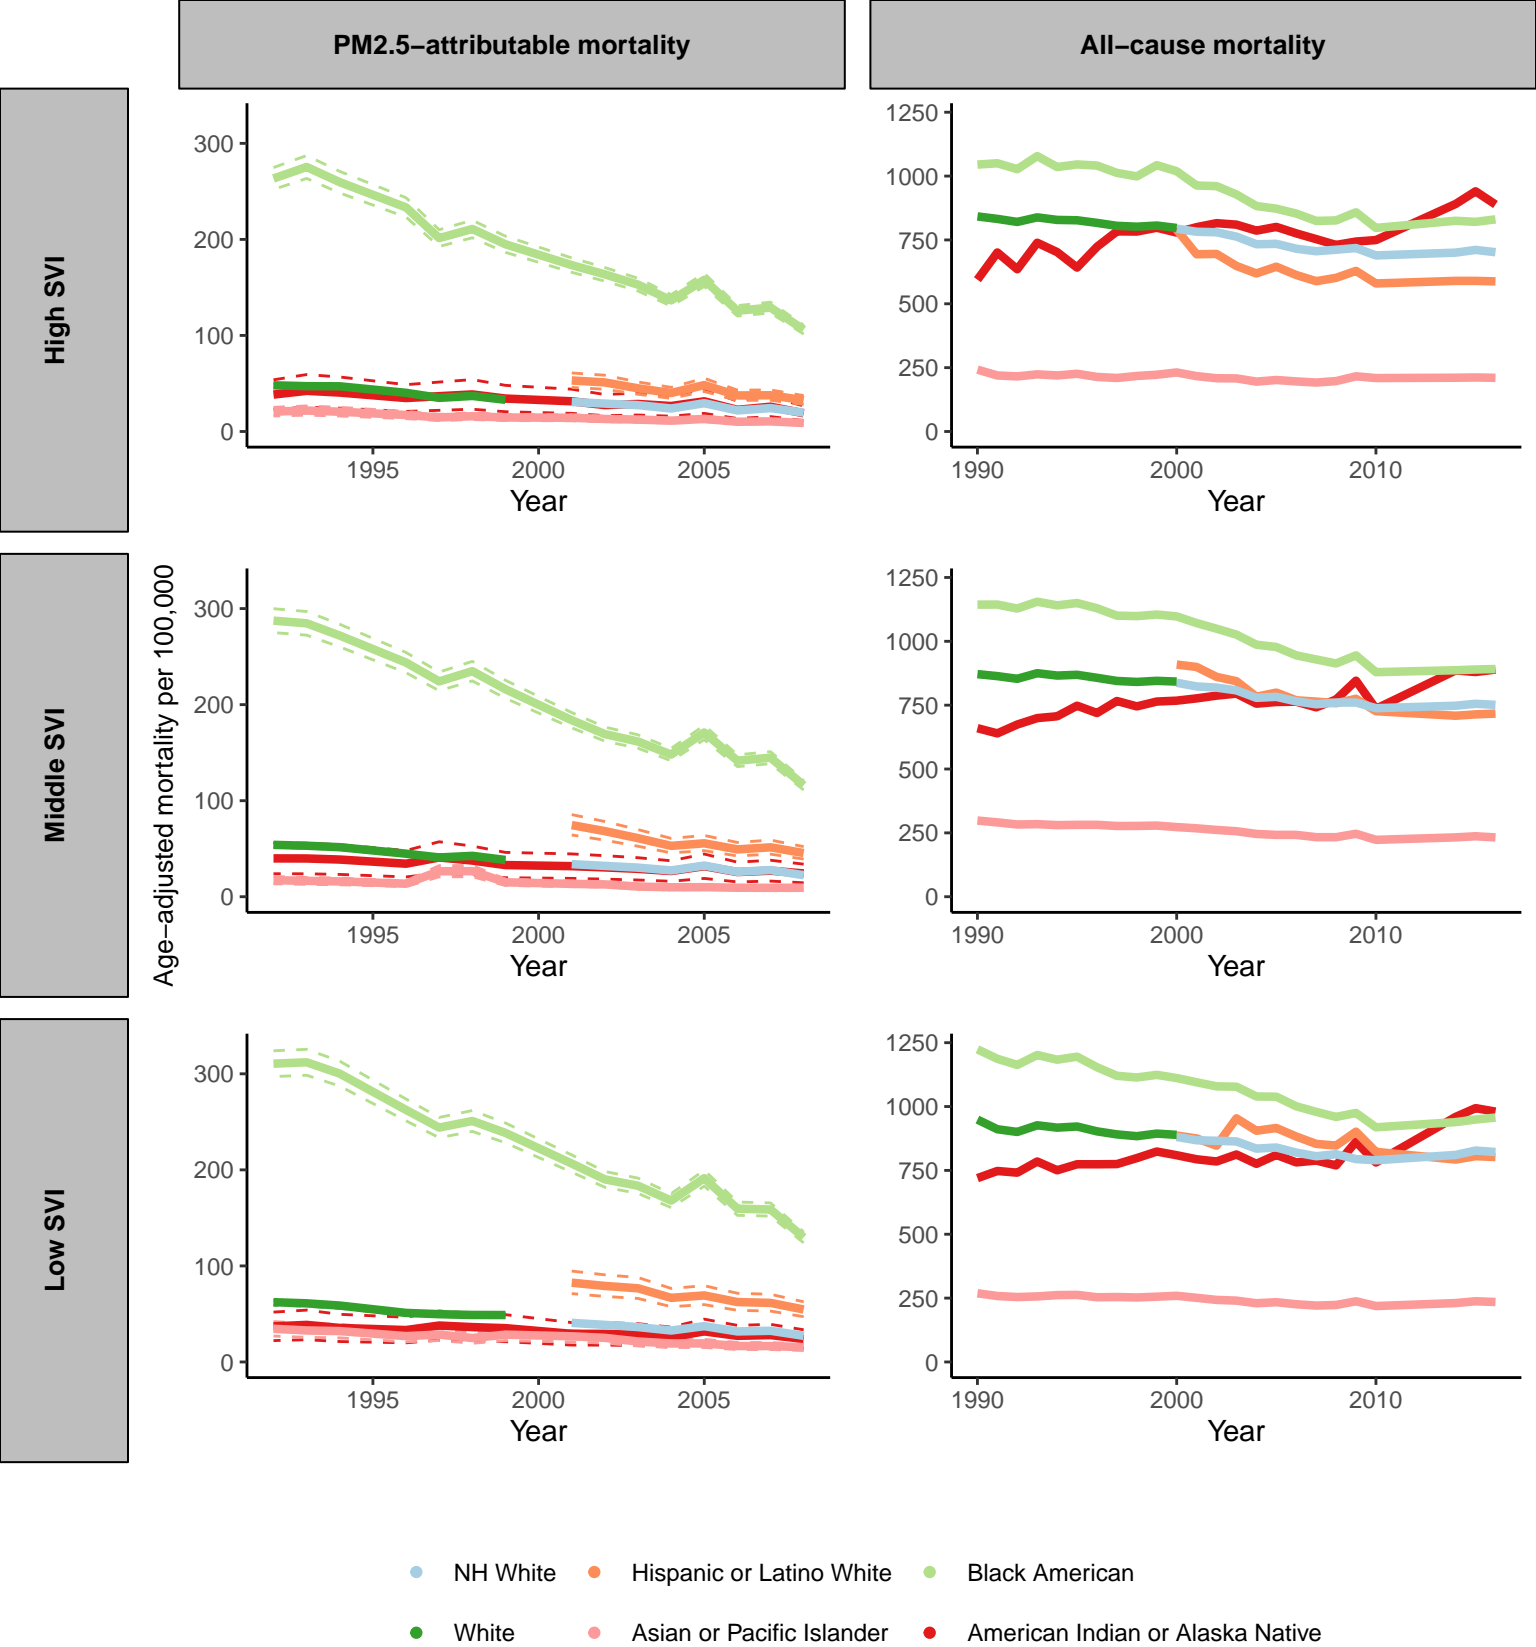 PM2.5−attributable mortality
All−cause mortality
High SVI
300
200
100
0
1995
2000
2005
Year
1250
1000
750
500
250
0
1990
2000
2010
Year
Age−adjusted mortality per 100,000
Middle SVI
300
200
100
0
1995
2000
2005
Year
1250
1000
750
500
250
0
1990
2000
2010
Year
Low SVI
300
200
100
0
1995
2000
2005
Year
1250
1000
750
500
250
0
1990
2000
2010
Year
NH White
Hispanic or Latino White
Black American
White
Asian or Pacific Islander
American Indian or Alaska Native